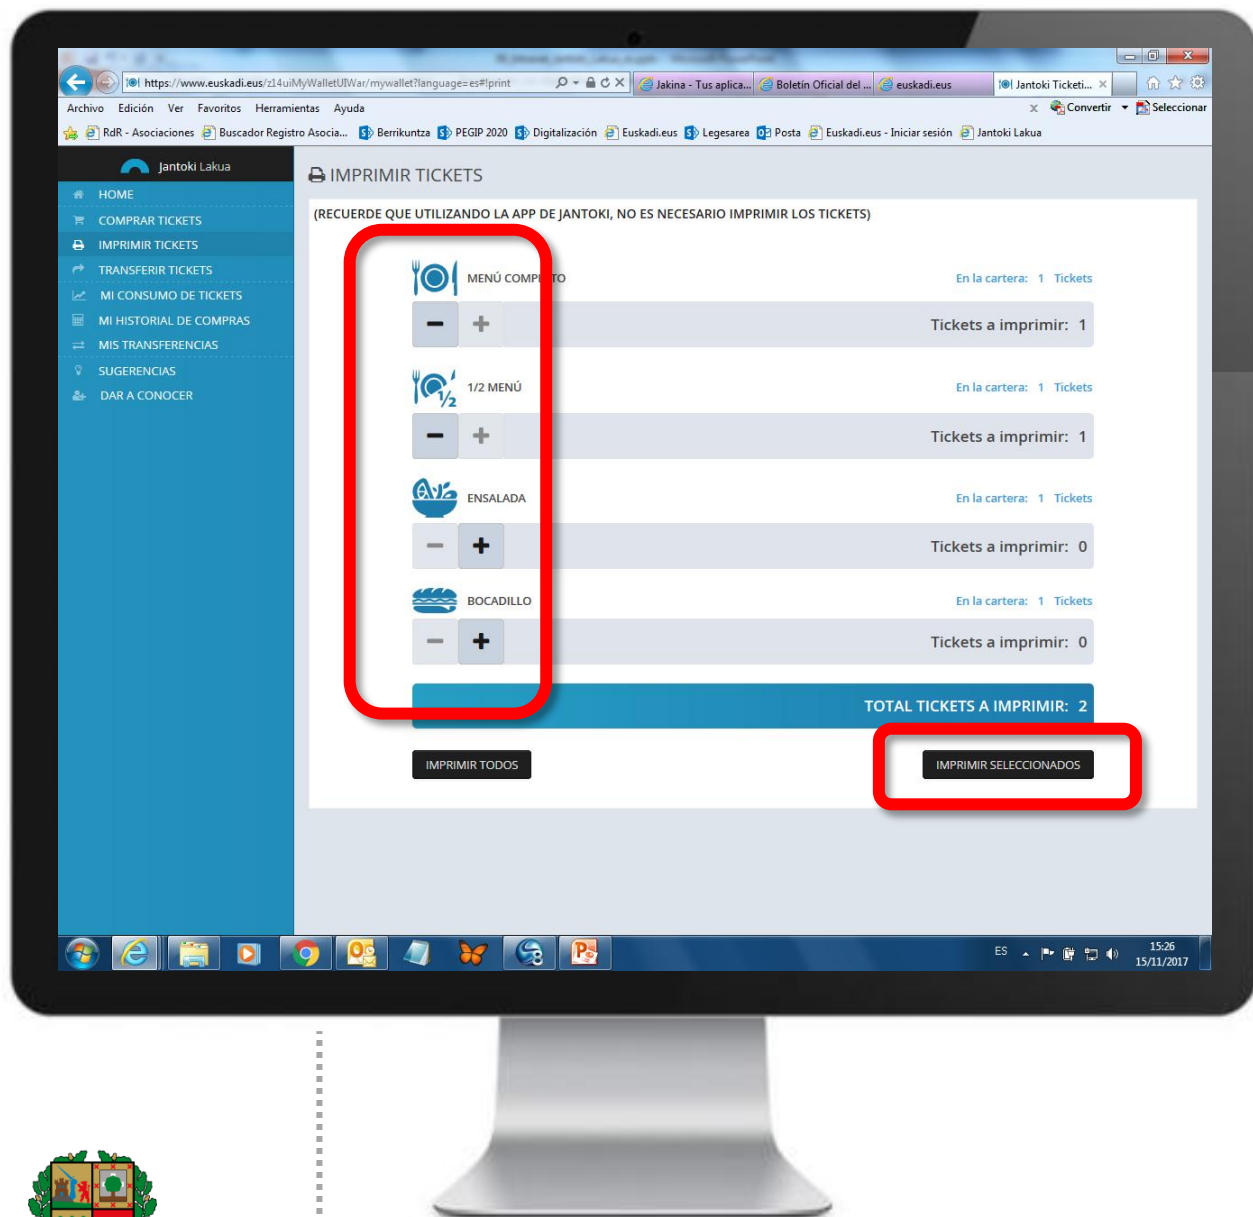 https://www.euskadi.eus/z14uiMyWalletUIWar/mywallet?language=es#!print
Jakina - Tus aplica...
Boletín Oficial del ...
euskadi.eus
Jantoki Ticketi...
Archivo Edición Ver Favoritos Herramientas Ayuda
x Convertir Seleccionar
RdR - Asociaciones Buscador Registro Asocia... Berrikuntza PEGIP 2020 Digitalización Euskadi.eus Legesarea Posta Euskadi.eus - Iniciar sesión Jantoki Lakua
Jantoki Lakua
HOME
COMPRAR TICKETS
IMPRIMIR TICKETS
TRANSFERIR TICKETS
MI CONSUMO DE TICKETS
MI HISTORIAL DE COMPRAS
MIS TRANSFERENCIAS
SUGERENCIAS
DAR A CONOCER
IMPRIMIR TICKETS
(RECUERDE QUE UTILIZANDO LA APP DE JANTOKI, NO ES NECESARIO IMPRIMIR LOS TICKETS)
MENÚ COMPLETO En la cartera: 1 Tickets
- + Tickets a imprimir: 1
1/2 1/2 MENÚ En la cartera: 1 Tickets
- + Tickets a imprimir: 1
ENSALADA En la cartera: 1 Tickets
- + Tickets a imprimir: 0
BOCADILLO En la cartera: 1 Tickets
- + Tickets a imprimir: 0
TOTAL TICKETS A IMPRIMIR: 2
IMPRIMIR TODOS IMPRIMIR SELECCIONADOS
ES 15:26
15/11/2017